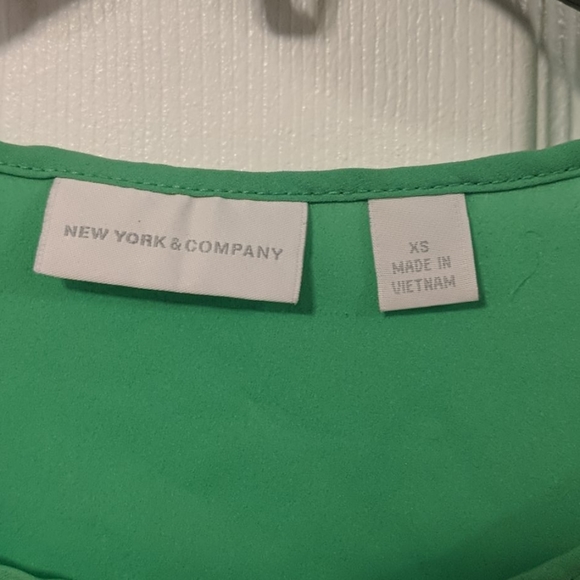 NEW YORK & COMPANY
XS
MADE IN
VIETNAM